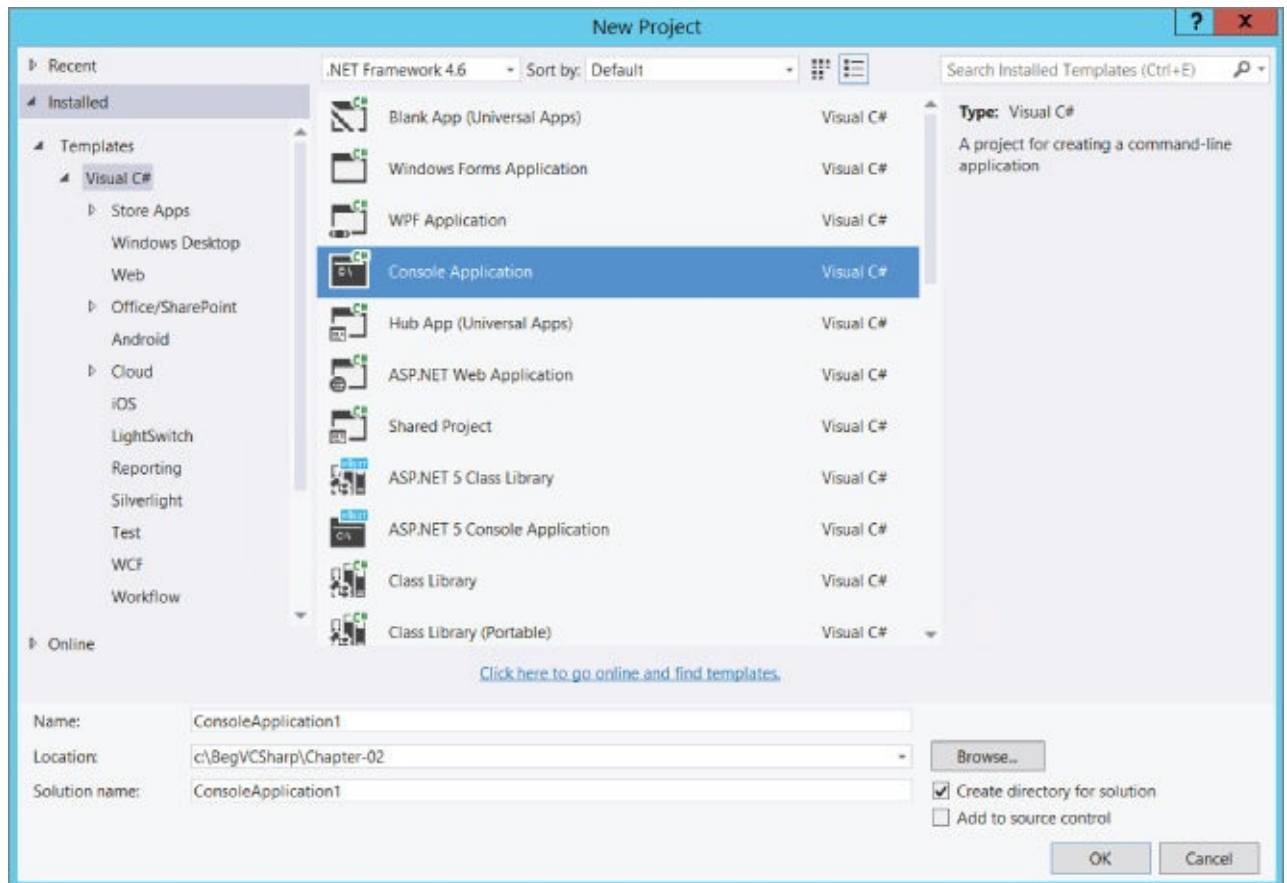 New Project
? X
Recent
.NET Framework 4.6 Sort by: Default
Search Installed Templates (Ctrl+E)
Installed
Templates
Visual C#
Store Apps
Windows Desktop
Web
Office/SharePoint
Android
Cloud
iOS
LightSwitch
Reporting
Silverlight
Test
WCF
Workflow
Online
Blank App (Universal Apps) Visual C#
Windows Forms Application Visual C#
WPF Application Visual C#
Console Application Visual C#
Hub App (Universal Apps) Visual C#
ASP.NET Web Application Visual C#
Shared Project Visual C#
ASP.NET 5 Class Library Visual C#
ASP.NET 5 Console Application Visual C#
Class Library Visual C#
Class Library (Portable) Visual C#
Type: Visual C#
A project for creating a command-line
application
Click here to go online and find templates.
Name: ConsoleApplication1
Location: c:\BegVCSharp\Chapter-02
Browse...
Solution name: ConsoleApplication1
Create directory for solution
Add to source control
OK Cancel